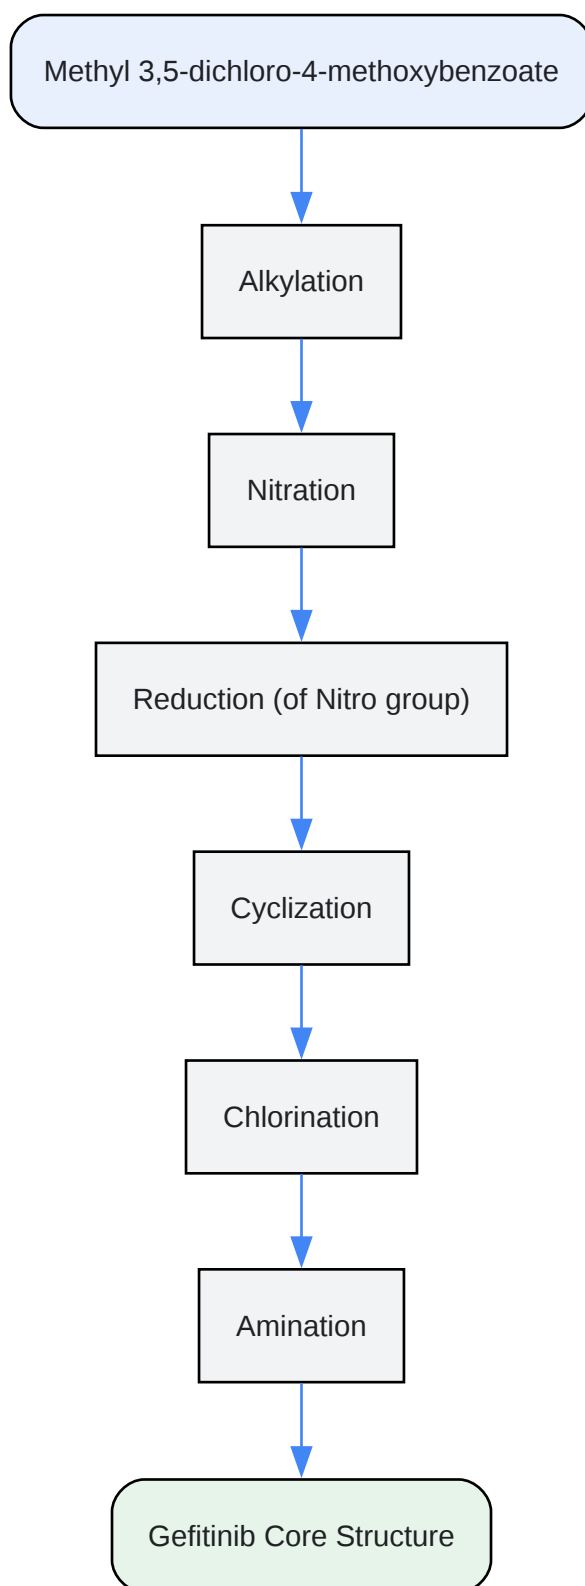 Methyl 3,5-dichloro-4-methoxybenzoate
Alkylation
Nitration
Reduction (of Nitro group)
Cyclization
Chlorination
Amination
Gefitinib Core Structure